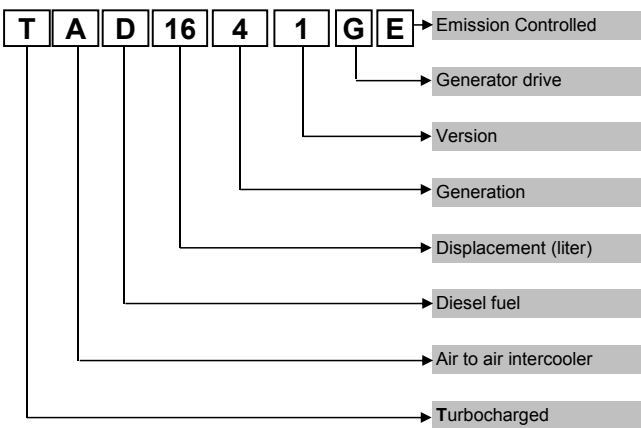 T A D 16 4 1 G E
Emission Controlled
Generator drive
Version
Generation
Displacement (liter)
Diesel fuel
Air to air intercooler
Turbocharged